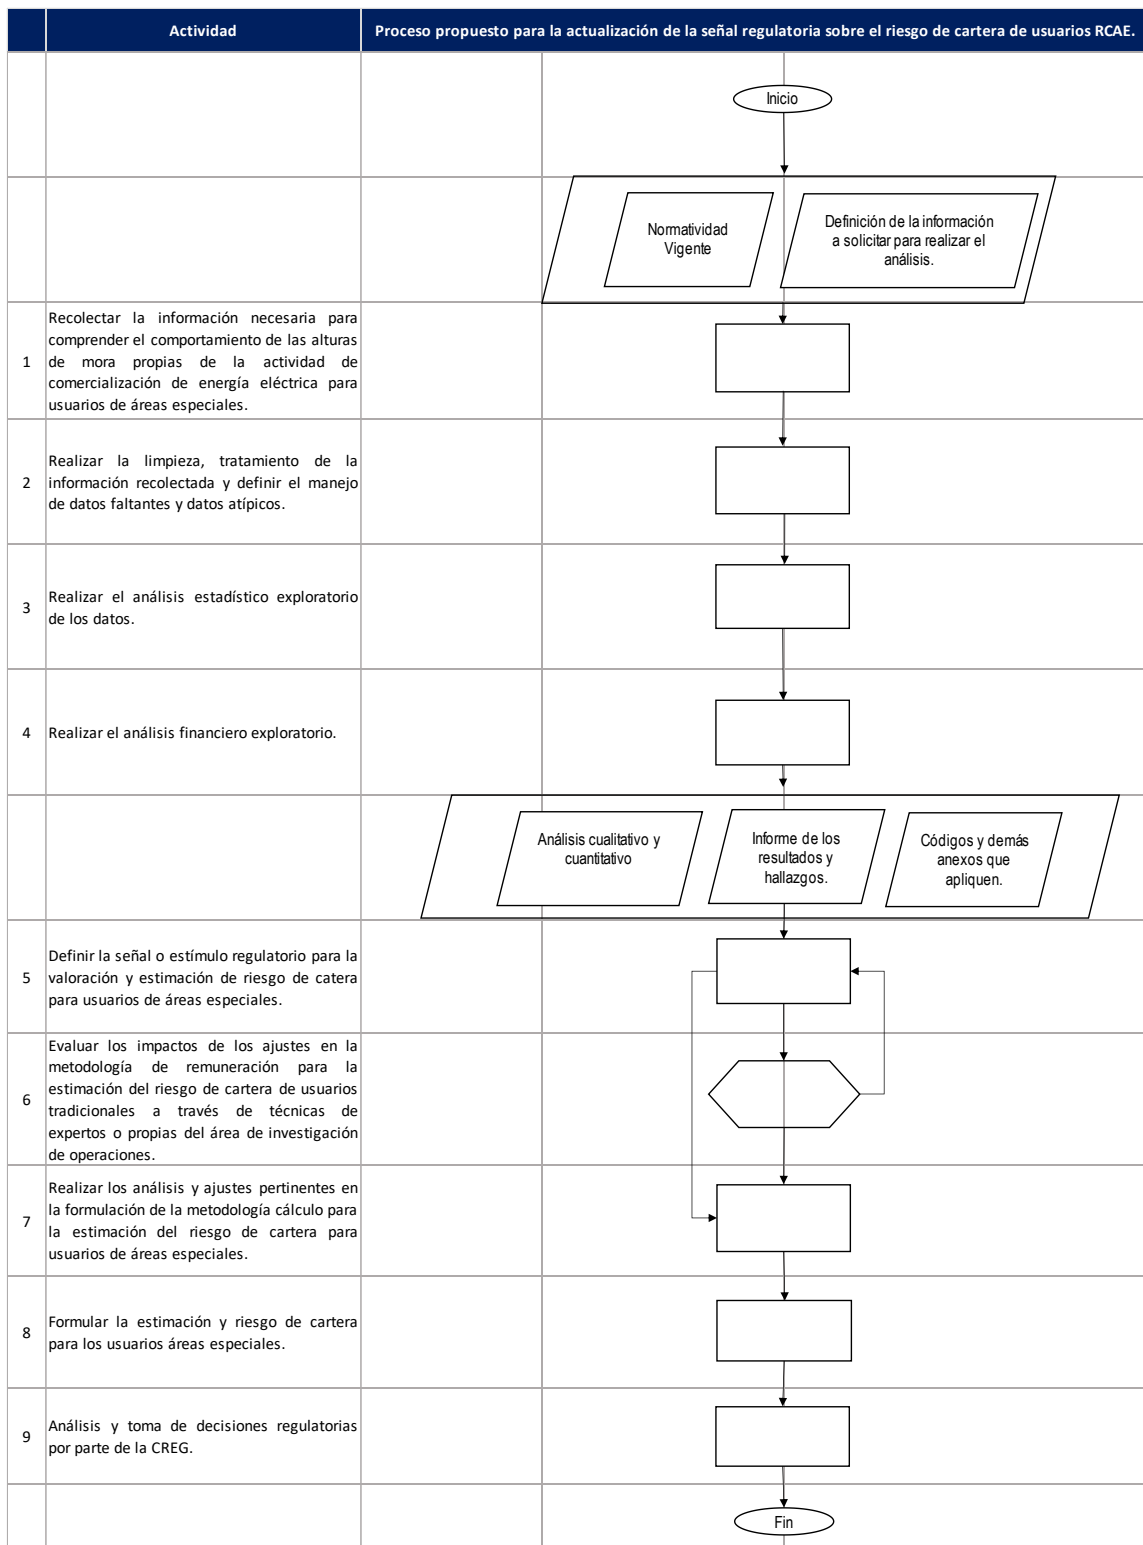 Actividad
Proceso propuesto para la actualización de la señal regulatoria sobre el riesgo de cartera de usuarios RCAE.
Inicio
Normatividad
Vigente
Definición de la información
a solicitar para realizar el
análisis.
1
Recolectar la información necesaria para
comprender el comportamiento de las alturas
de mora propias de la actividad de
comercialización de energía eléctrica para
usuarios de áreas especiales.
2
Realizar la limpieza, tratamiento de la
información recolectada y definir el manejo
de datos faltantes y datos atípicos.
3
Realizar el análisis estadístico exploratorio
de los datos.
4
Realizar el análisis financiero exploratorio.
Análisis cualitativo y
cuantitativo
Informe de los
resultados y
hallazgos.
Códigos y demás
anexos que
apliquen.
5
Definir la señal o estímulo regulatorio para la
valoración y estimación de riesgo de catera
para usuarios de áreas especiales.
6
Evaluar los impactos de los ajustes en la
metodología de remuneración para la
estimación del riesgo de cartera de usuarios
tradicionales a través de técnicas de
expertos o propias del área de investigación
de operaciones.
7
Realizar los análisis y ajustes pertinentes en
la formulación de la metodología cálculo para
la estimación del riesgo de cartera para
usuarios de áreas especiales.
8
Formular la estimación y riesgo de cartera
para los usuarios áreas especiales.
9
Análisis y toma de decisiones regulatorias
por parte de la CREG.
Fin